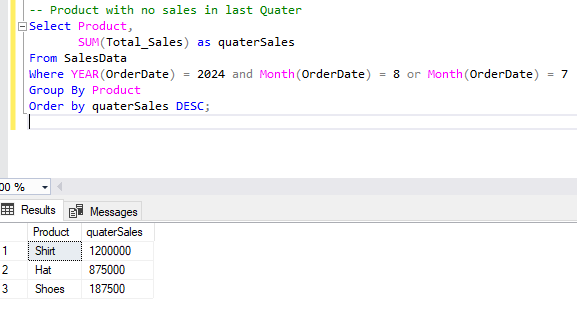 -- Product with no sales in last Quater
Select Product,
SUM(Total_Sales) as quaterSales
From SalesData
Where YEAR(OrderDate) = 2024 and Month(OrderDate) = 8 or Month(OrderDate) = 7
Group By Product
Order by quaterSales DESC;
00 %
Results Messages
Product quaterSales
1 Shirt 1200000
2 Hat 875000
3 Shoes 187500